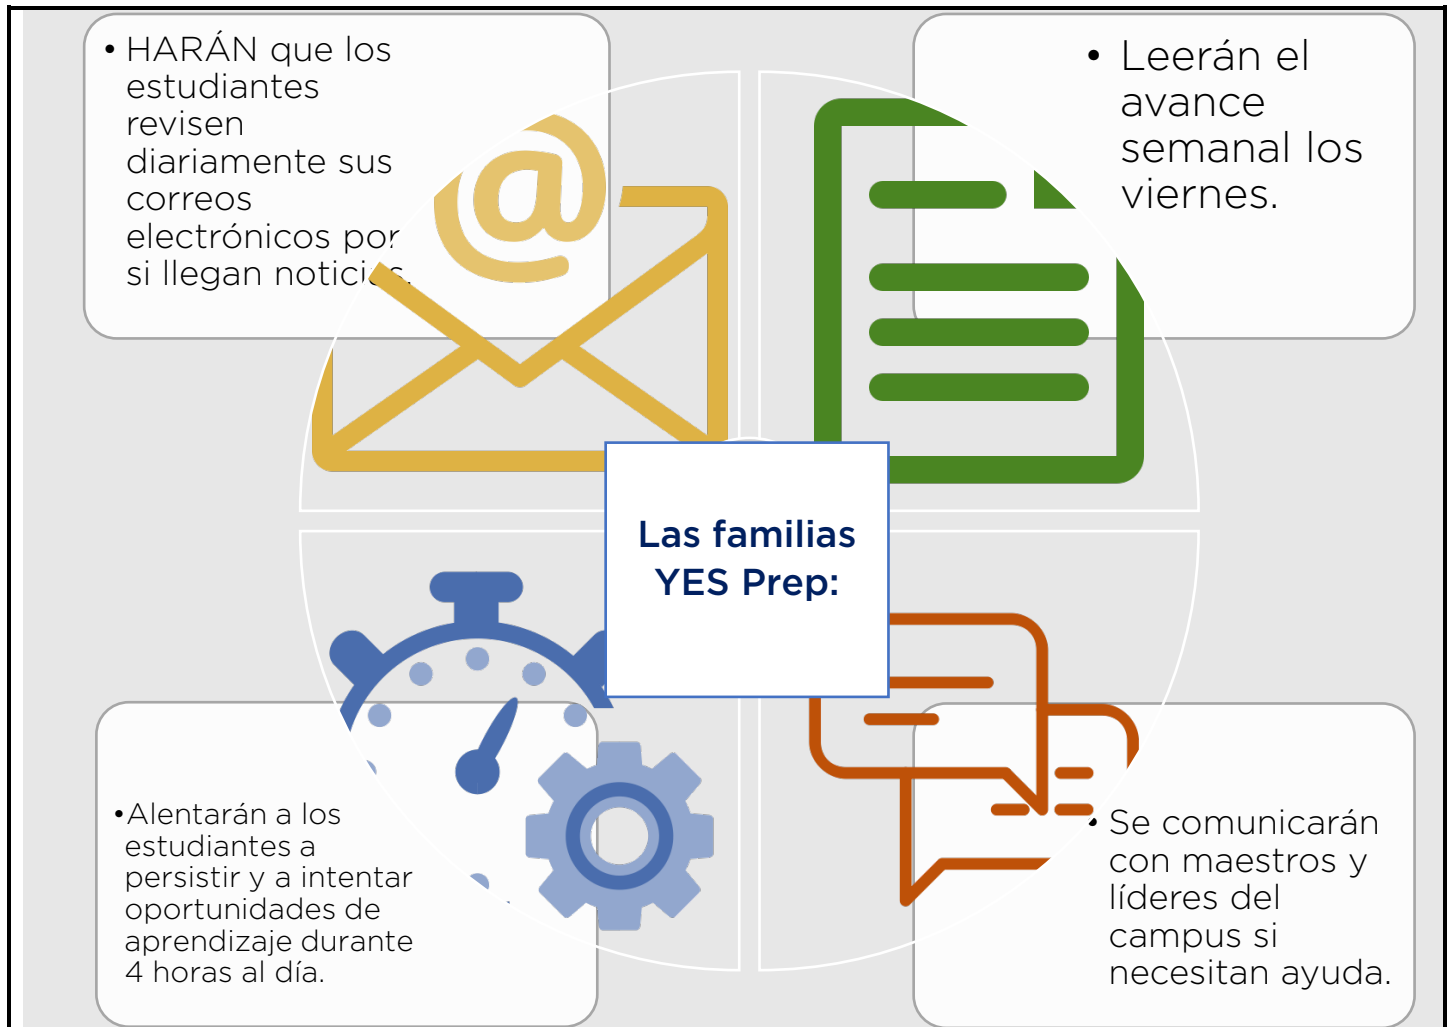 • HARÁN que los
estudiantes
revisen
diariamente sus
correos
electrónicos por
si llegan noticias.
• Leerán el
avance
semanal los
viernes.
Las familias
YES Prep:
•Alentarán a los
estudiantes a
persistir y a intentar
oportunidades de
aprendizaje durante
4 horas al día.
• Se comunicarán
con maestros y
líderes del
campus si
necesitan ayuda.